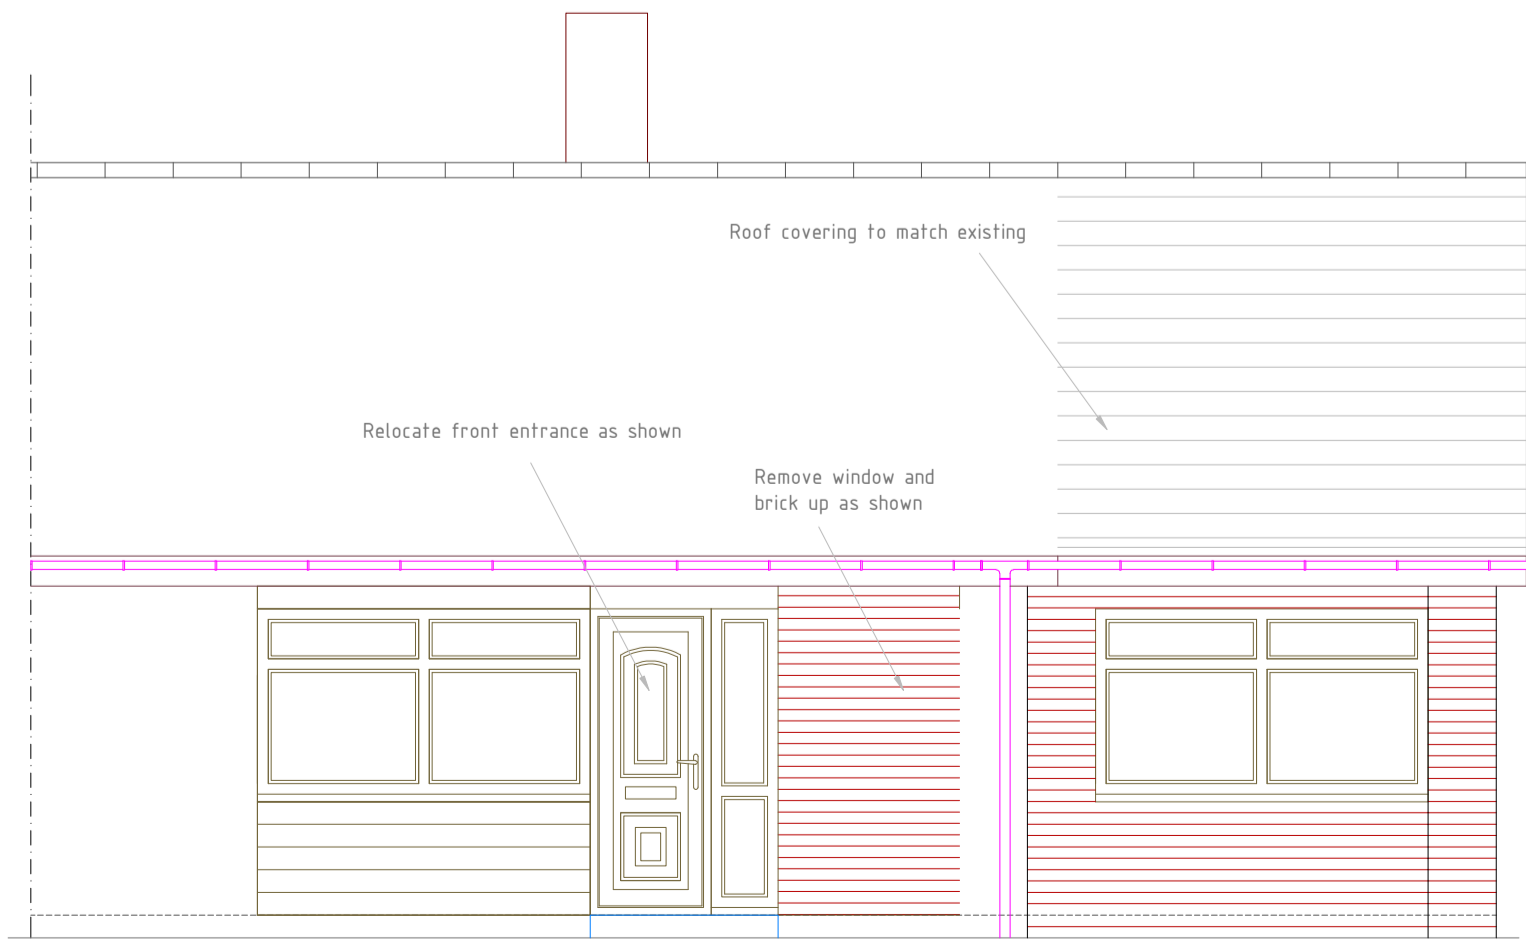 Roof covering to match existing
Relocate front entrance as shown
Remove window and
brick up as shown